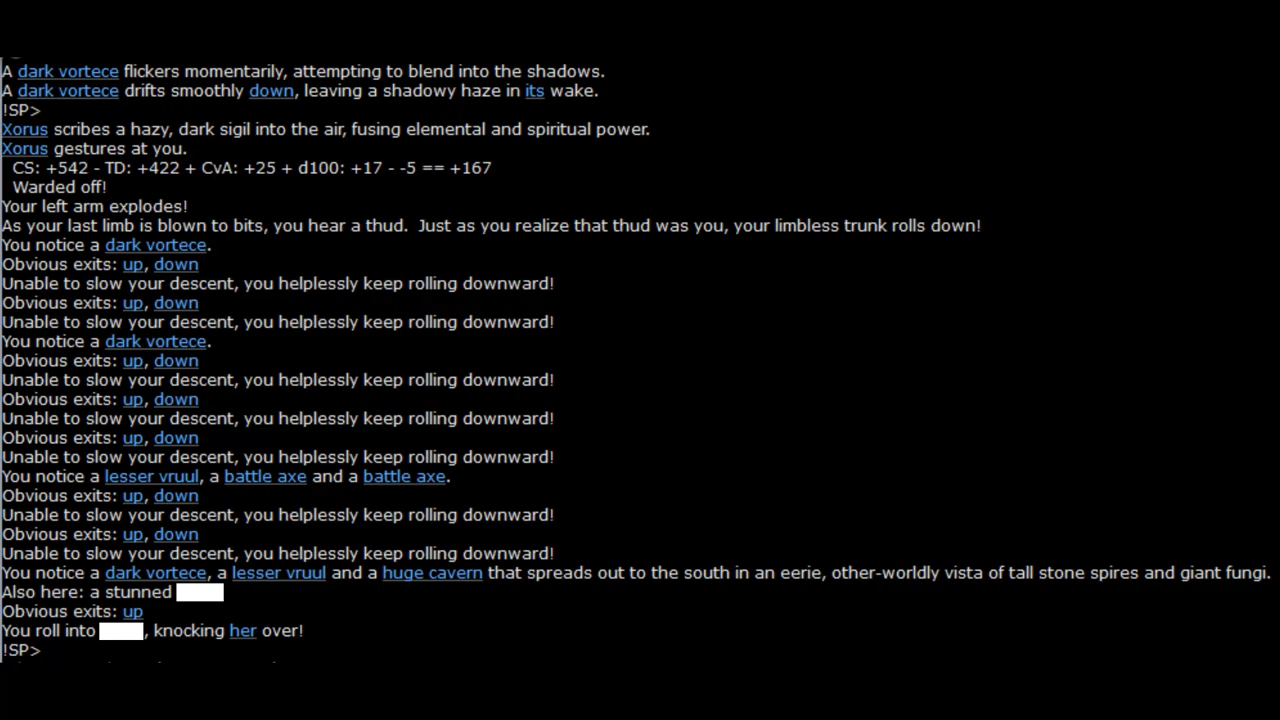 A dark vortece flickers momentarily, attempting to blend into the shadows.
A dark vortece drifts smoothly down, leaving a shadowy haze in its wake.
!SP>
Xorus scribes a hazy, dark sigil into the air, fusing elemental and spiritual power.
Xorus gestures at you.
CS: +542 - TD: +422 + CvA: +25 + d100: +17 - -5 == +167
Warded off!
Your left arm explodes!
As your last limb is blown to bits, you hear a thud.  Just as you realize that thud was you, your limbless trunk rolls down!
You notice a dark vortece.
Obvious exits: up, down
Unable to slow your descent, you helplessly keep rolling downward!
Obvious exits: up, down
Unable to slow your descent, you helplessly keep rolling downward!
You notice a dark vortece.
Obvious exits: up, down
Unable to slow your descent, you helplessly keep rolling downward!
Obvious exits: up, down
Unable to slow your descent, you helplessly keep rolling downward!
Obvious exits: up, down
Unable to slow your descent, you helplessly keep rolling downward!
You notice a lesser vruul, a battle axe and a battle axe.
Obvious exits: up, down
Unable to slow your descent, you helplessly keep rolling downward!
Obvious exits: up, down
Unable to slow your descent, you helplessly keep rolling downward!
You notice a dark vortece, a lesser vruul and a huge cavern that spreads out to the south in an eerie, other-worldly vista of tall stone spires and giant fungi.
Also here: a stunned
Obvious exits: up
You roll into , knocking her over!
!SP>